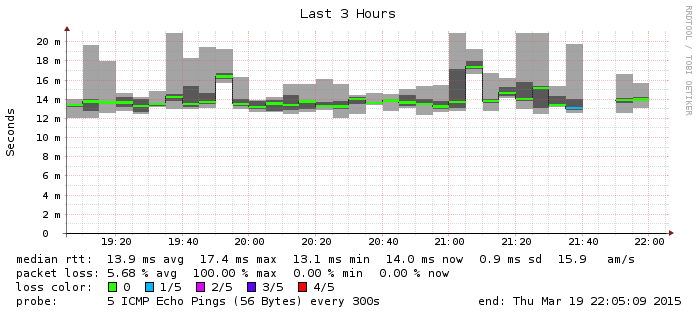 Last 3 Hours
RRDTOOL / TOBI OETIKER
Seconds
20 m
18 m
16 m
14 m
12 m
10 m
8 m
6 m
4 m
2 m
0
19:20 19:40 20:00 20:20 20:40 21:00 21:20 21:40 22:00
median rtt: 13.9 ms avg 17.4 ms max 13.1 ms min 14.0 ms now 0.9 ms sd 15.9 am/s
packet loss: 5.68 % avg 100.00 % max 0.00 % min 0.00 % now
loss color: 0 1/5 2/5 3/5 4/5
probe: 5 ICMP Echo Pings (56 Bytes) every 300s end: Thu Mar 19 22:05:09 2015